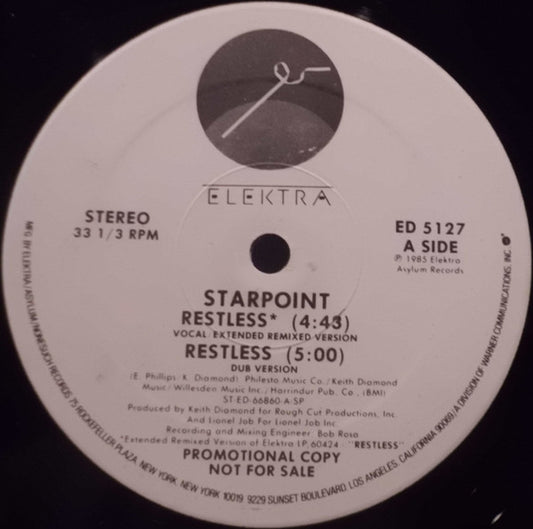 ELEKTRA
STEREO
33 1/3 RPM
ED 5127
A SIDE
℗ 1985 Elektra
Asylum Records
STARPOINT
RESTLESS* (4:43)
VOCAL/EXTENDED REMIXED VERSION
RESTLESS (5:00)
DUB VERSION
(E. Phillips/K. Diamond) Philesto Music Co./Keith Diamond
Music/Willesden Music Inc./Harrindur Pub. Co., (BMI)
ST-ED-66860-A-SP
Produced by Keith Diamond for Rough Cut Productions, Inc.
And Lionel Job For Lionel Job Inc.
Recording and Mixing Engineer: Bob Rosa
*Extended Remixed Version of Elektra LP 60424 "RESTLESS"
PROMOTIONAL COPY
NOT FOR SALE
MFG. BY ELEKTRA/ASYLUM/NONESUCH RECORDS 75 ROCKEFELLER PLAZA, NEW YORK, NEW YORK 10019 9229 SUNSET BOULEVARD, LOS ANGELES, CALIFORNIA 90069/A DIVISION OF WARNER COMMUNICATIONS, INC.